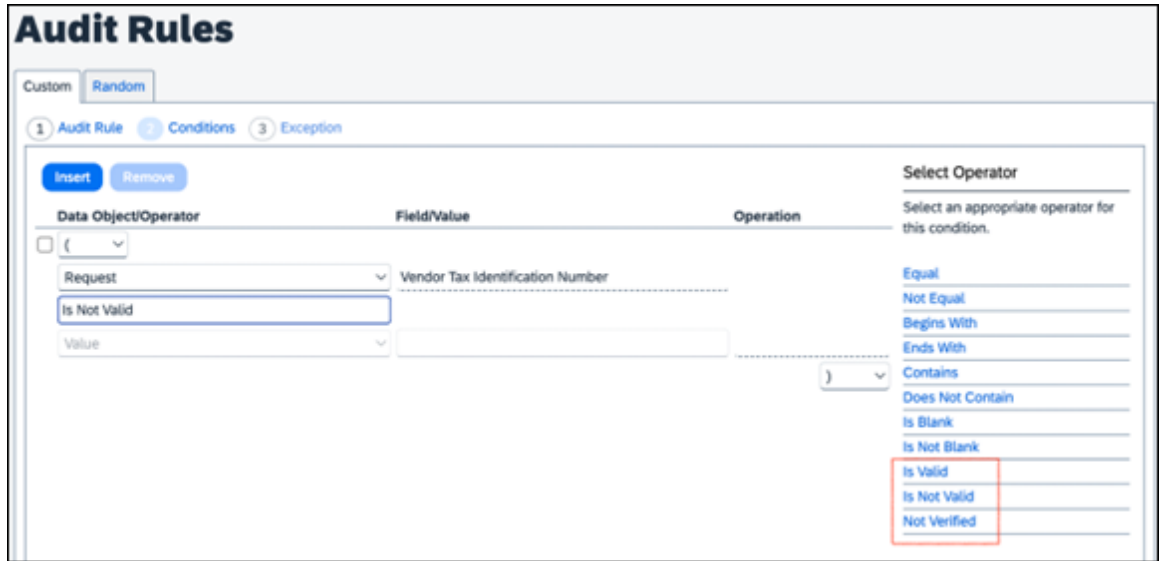 Audit Rules
Custom Random
1 Audit Rule 2 Conditions 3 Exception
Insert Remove
Data Object/Operator Field/Value Operation
(
Request Vendor Tax Identification Number
Is Not Valid
Value
)
Select Operator
Select an appropriate operator for
this condition.
Equal
Not Equal
Begins With
Ends With
Contains
Does Not Contain
Is Blank
Is Not Blank
Is Valid
Is Not Valid
Not Verified